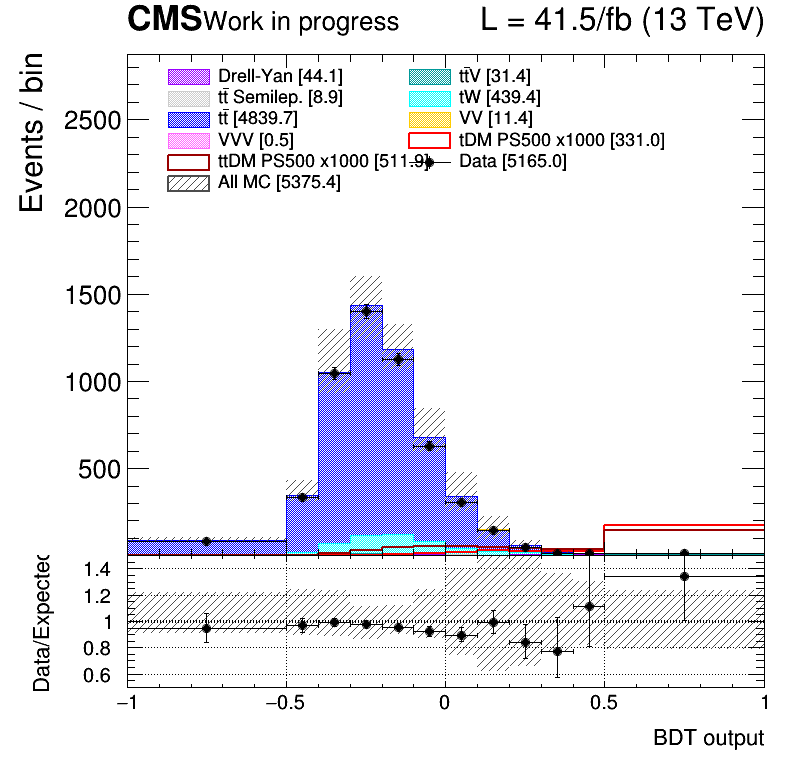 CMS Work in progress L = 41.5/fb (13 TeV)
Events / bin
Drell-Yan [44.1]
tt̄V [31.4]
tt̄ Semilep. [8.9]
tW [439.4]
tt̄ [4839.7]
VV [11.4]
VVV [0.5]
tDM PS500 x1000 [331.0]
ttDM PS500 x1000 [511.9]
Data [5165.0]
All MC [5375.4]
2500
2000
1500
1000
500
Data/Expected
1.4
1.2
1
0.8
0.6
−1 −0.5 0 0.5 1
BDT output